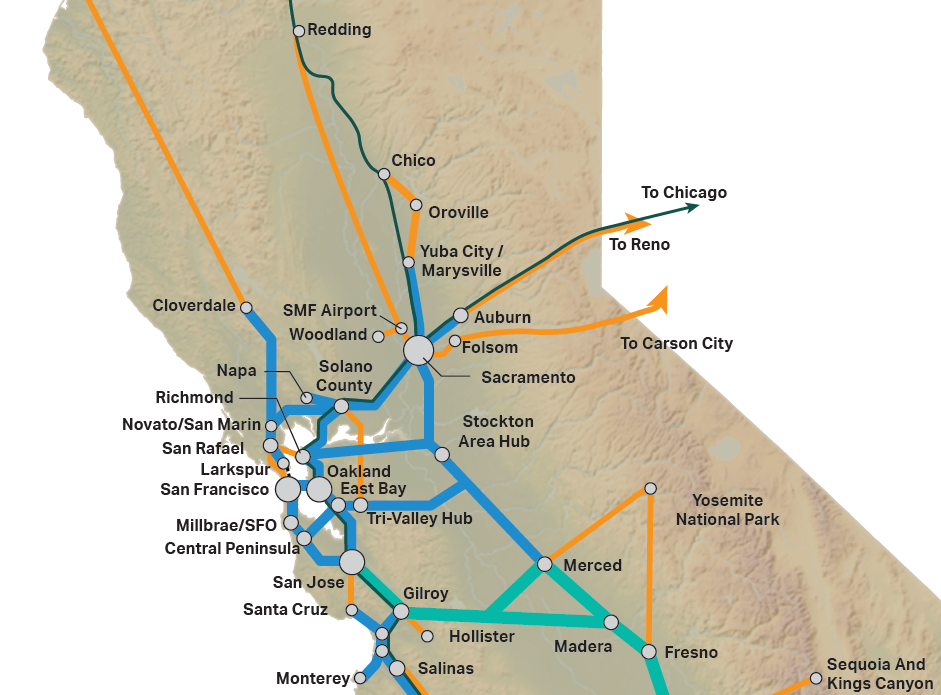 Redding
Chico
To Chicago
Oroville
To Reno
Yuba City /
Marysville
Cloverdale
SMF Airport
Auburn
Woodland
Folsom
To Carson City
Napa
Solano
County
Sacramento
Richmond
Novato/San Marin
Stockton
Area Hub
San Rafael
Larkspur
Oakland
San Francisco
East Bay
Yosemite
National Park
Millbrae/SFO
Tri-Valley Hub
Central Peninsula
Merced
San Jose
Gilroy
Santa Cruz
Hollister
Madera
Fresno
Salinas
Monterey
Sequoia And
Kings Canyon